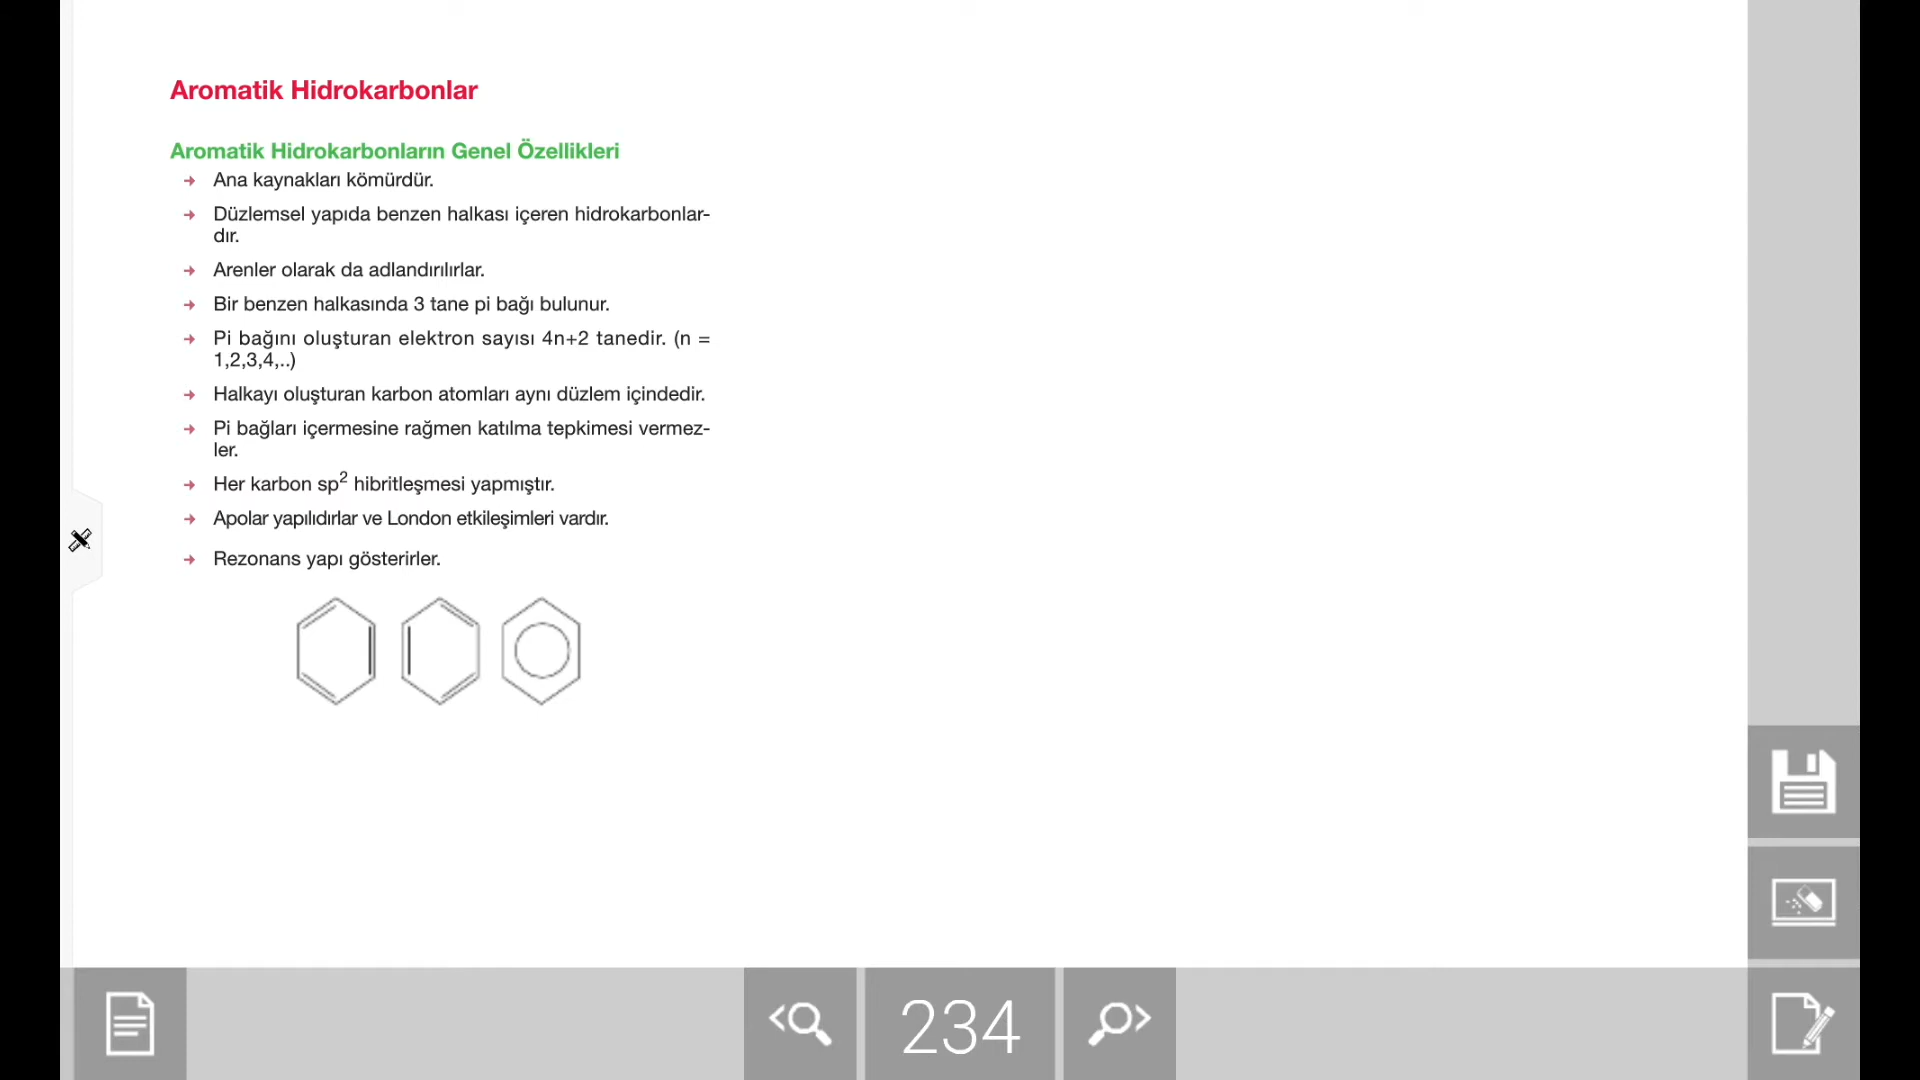 Aromatik Hidrokarbonlar
Aromatik Hidrokarbonların Genel Özellikleri
→ Ana kaynakları kömürdür.
→ Düzlemsel yapıda benzen halkası içeren hidrokarbonlar-
dır.
→ Arenler olarak da adlandırılırlar.
→ Bir benzen halkasında 3 tane pi bağı bulunur.
→ Pi bağını oluşturan elektron sayısı 4n+2 tanedir. (n =
1,2,3,4,..)
→ Halkayı oluşturan karbon atomları aynı düzlem içindedir.
→ Pi bağları içermesine rağmen katılma tepkimesi vermez-
ler.
→ Her karbon sp² hibritleşmesi yapmıştır.
→ Apolar yapılıdırlar ve London etkileşimleri vardır.
→ Rezonans yapı gösterirler.
234